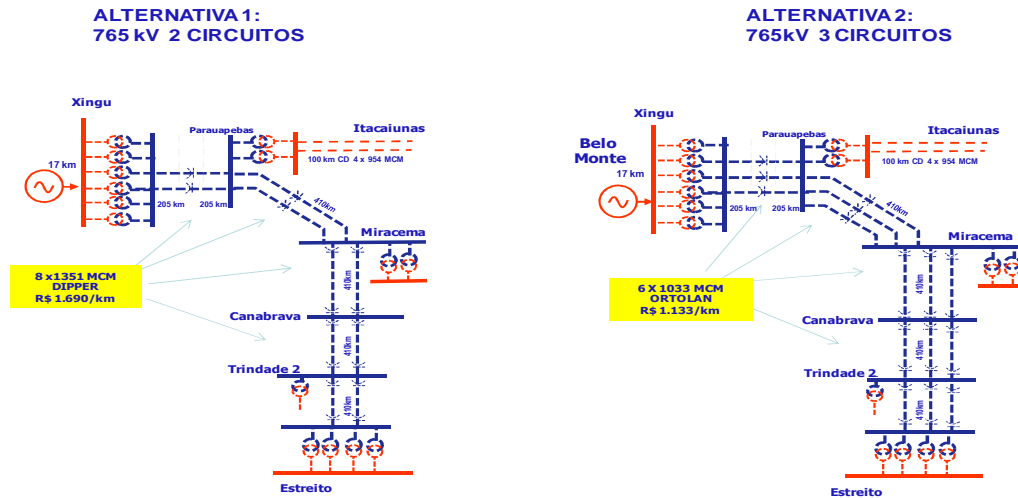 ALTERNATIVA 1:
765 kV 2 CIRCUITOS
Xingu
Parauapebas
Itacaiunas
17 km
100 km CD 4 x 954 MCM
205 km
205 km
410km
Miracema
8 x1351 MCM
DIPPER
R$ 1.690/km
410km
Canabrava
410km
Trindade 2
410km
Estreito
ALTERNATIVA 2:
765kV 3 CIRCUITOS
Xingu
Belo
Monte
Parauapebas
Itacaiunas
17 km
100 km CD 4 x 954 MCM
205 km
205 km
410km
Miracema
6 X 1033 MCM
ORTOLAN
R$ 1.133/km
410km
Canabrava
410km
Trindade 2
410km
Estreito